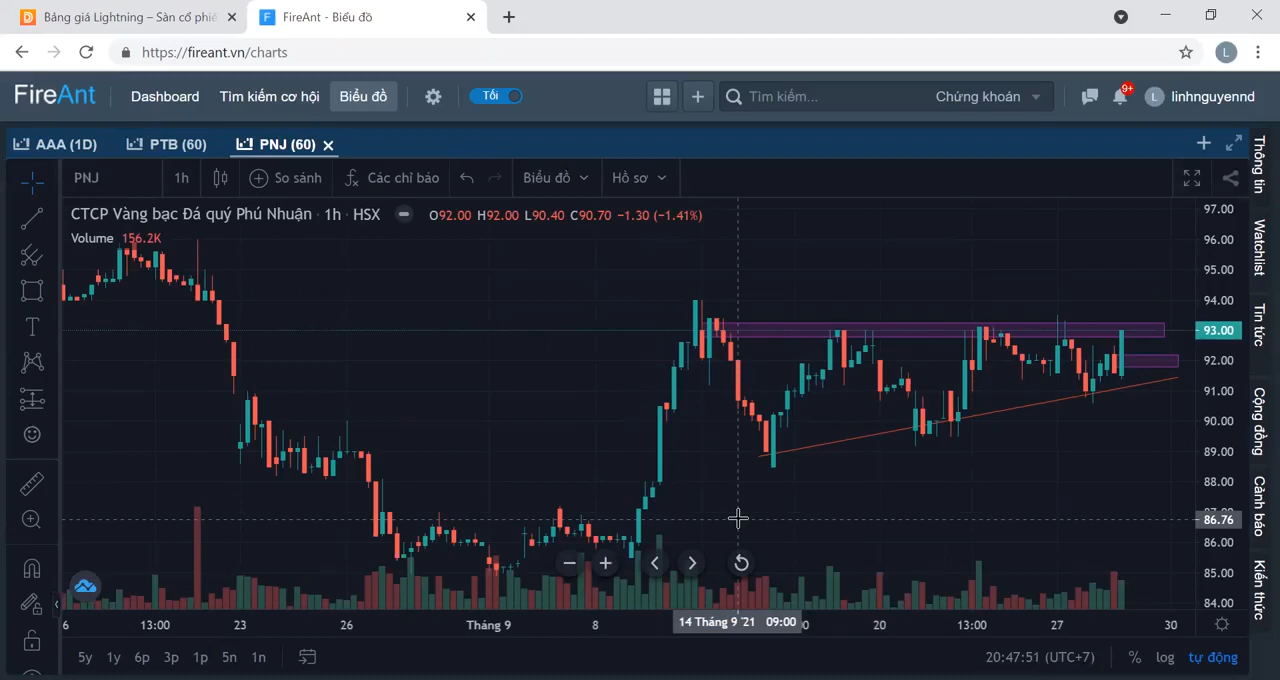 Bảng giá Lightning – Sàn cổ phiế
FireAnt - Biểu đồ
https://fireant.vn/charts
L
FireAnt
Dashboard
Tìm kiếm cơ hội
Biểu đồ
Tối
Tìm kiếm...
Chứng khoán
9+
L
linhnguyennd
AAA (1D)
PTB (60)
PNJ (60)
PNJ
1h
So sánh
Các chỉ báo
Biểu đồ
Hồ sơ
CTCP Vàng bạc Đá quý Phú Nhuận · 1h · HSX
O92.00 H92.00 L90.40 C90.70 −1.30 (−1.41%)
Volume 156.2K
97.00
96.00
95.00
94.00
93.00
92.00
91.00
90.00
89.00
88.00
86.76
86.00
85.00
84.00
Thông tin
Watchlist
Tin tức
Cộng đồng
Cảnh báo
Kiến thức
6
13:00
23
26
Tháng 9
8
14 Tháng 9 '21 09:00
20
13:00
27
30
5y
1y
6p
3p
1p
5n
1n
20:47:51 (UTC+7)
%
log
tự động